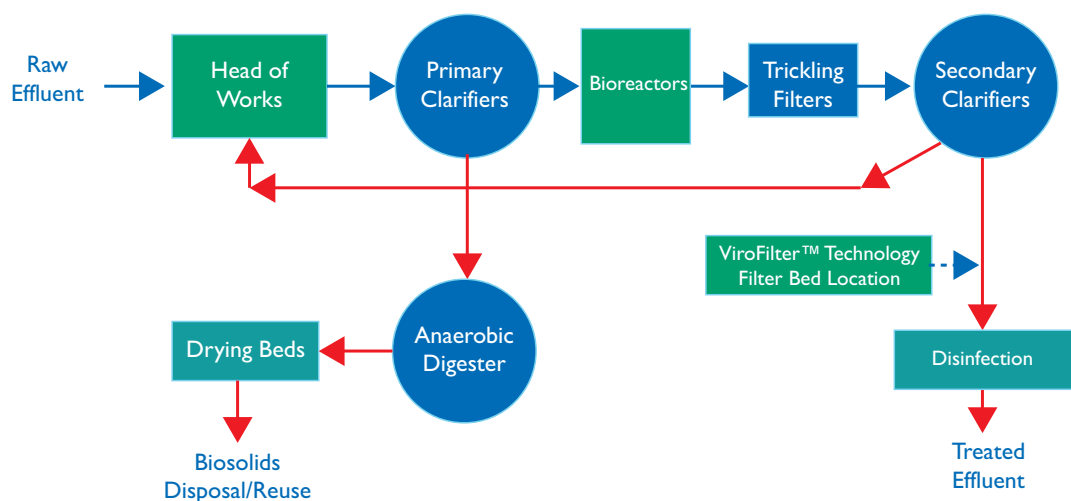 Raw
Effluent
Head of
Works
Primary
Clarifiers
Bioreactors
Trickling
Filters
Secondary
Clarifiers
ViroFilter™ Technology
Filter Bed Location
Drying Beds
Anaerobic
Digester
Disinfection
Biosolids
Disposal/Reuse
Treated
Effluent